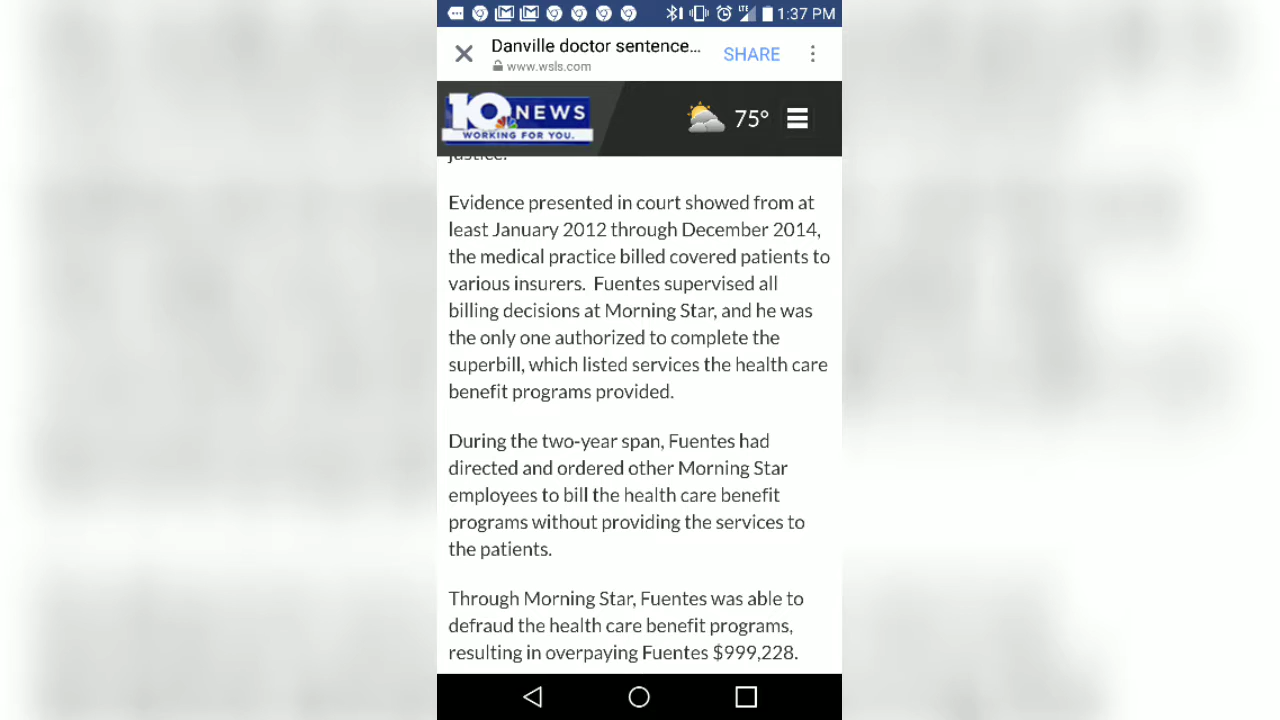 LTE 1:37 PM
Danville doctor sentence...
SHARE
www.wsls.com
10 NEWS
WORKING FOR YOU.
75°
justice.
Evidence presented in court showed from at
least January 2012 through December 2014,
the medical practice billed covered patients to
various insurers. Fuentes supervised all
billing decisions at Morning Star, and he was
the only one authorized to complete the
superbill, which listed services the health care
benefit programs provided.
During the two-year span, Fuentes had
directed and ordered other Morning Star
employees to bill the health care benefit
programs without providing the services to
the patients.
Through Morning Star, Fuentes was able to
defraud the health care benefit programs,
resulting in overpaying Fuentes $999,228.